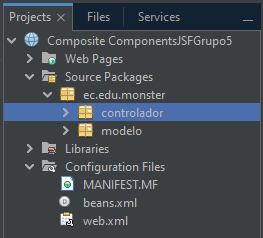 Projects Files Services
Composite ComponentsJSFGrupo5
Web Pages
Source Packages
ec.edu.monster
controlador
modelo
Libraries
Configuration Files
MANIFEST.MF
beans.xml
web.xml